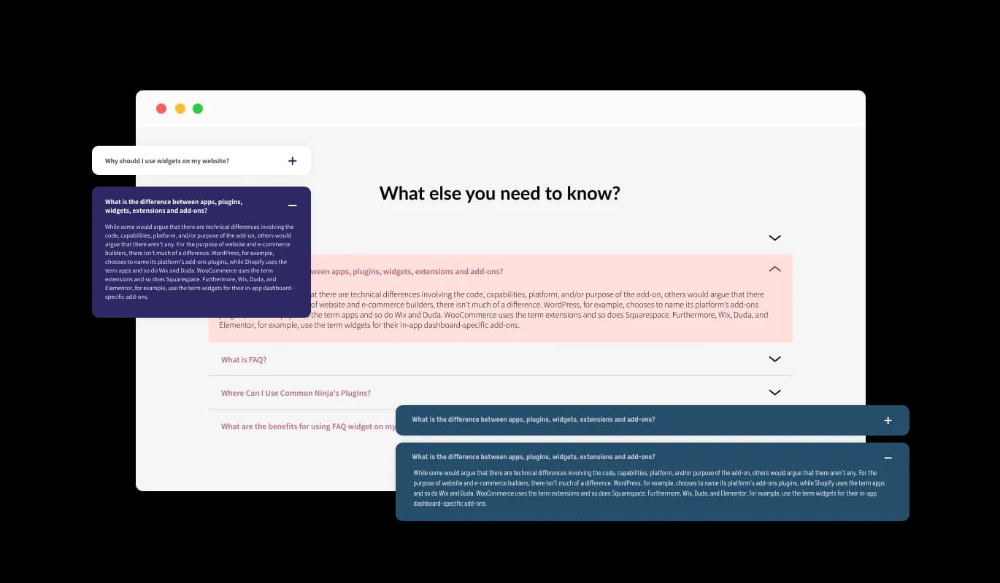 Why should I use widgets on my website?
What is the difference between apps, plugins,
widgets, extensions and add-ons?
While some would argue that there are technical differences involving the
code, capabilities, platform, and/or purpose of the add-on, others would
argue that there aren't any. For the purpose of website and e-commerce
builders, there isn't much of a difference. WordPress, for example,
chooses to name its platform's add-ons plugins, while Shopify uses the
term apps and so do Wix and Duda. WooCommerce uses the term
extensions and so does Squarespace. Furthermore, Wix, Duda, and
Elementor, for example, use the term widgets for their in-app dashboard-
specific add-ons.
What else you need to know?
ween apps, plugins, widgets, extensions and add-ons?
at there are technical differences involving the code, capabilities, platform, and/or purpose of the add-on, others would argue that there
of website and e-commerce builders, there isn't much of a difference. WordPress, for example, chooses to name its platform's add-ons
the term apps and so do Wix and Duda. WooCommerce uses the term extensions and so does Squarespace. Furthermore, Wix, Duda, and
Elementor, for example, use the term widgets for their in-app dashboard-specific add-ons.
What is FAQ?
Where Can I Use Common Ninja's Plugins?
What are the benefits for using FAQ widget on my
What is the difference between apps, plugins, widgets, extensions and add-ons?
What is the difference between apps, plugins, widgets, extensions and add-ons?
While some would argue that there are technical differences involving the code, capabilities, platform, and/or purpose of the add-on, others would argue that there aren't any. For the
purpose of website and e-commerce builders, there isn't much of a difference. WordPress, for example, chooses to name its platform's add-ons plugins, while Shopify uses the term apps
and so do Wix and Duda. WooCommerce uses the term extensions and so does Squarespace. Furthermore, Wix, Duda, and Elementor, for example, use the term widgets for their in-app
dashboard-specific add-ons.